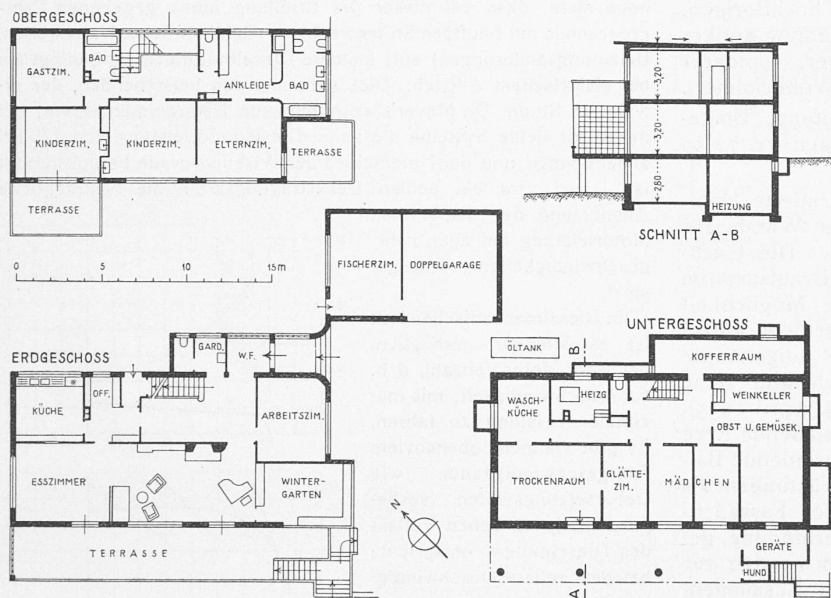 OBERGESCHOSS
GASTZIM.
BAD
ANKLEIDE
BAD
KINDERZIM.
KINDERZIM.
ELTERNZIM.
TERRASSE
TERRASSE
3,20
3,20
2,80
HEIZUNG
SCHNITT A-B
0 5 10 15 m
FISCHERZIM.
DOPPELGARAGE
ERDGESCHOSS
GARD.
W.F.
KÜCHE
OFF.
ARBEITSZIM.
ESSZIMMER
WINTER-
GARTEN
TERRASSE
N
UNTERGESCHOSS
ÖLTANK
B
KOFFERRAUM
WASCH-
KÜCHE
HEIZG.
WEINKELLER
OBST U. GEMÜSEK.
TROCKENRAUM
GLÄTTE-
ZIM.
MÄDCHEN
GERÄTE
HUND
A